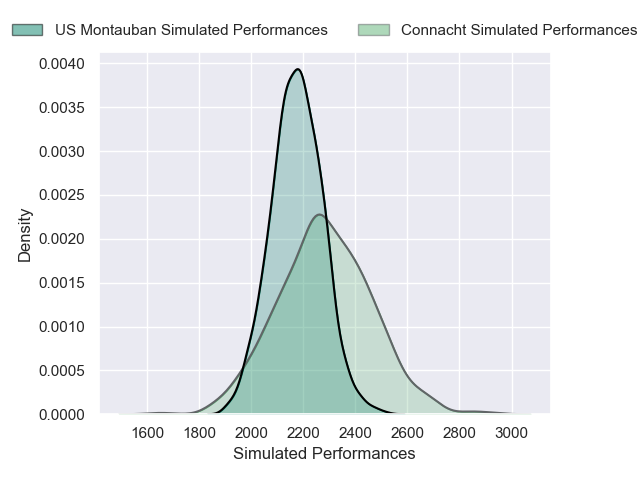 US Montauban Simulated Performances Connacht Simulated Performances
0.0040
0.0035
0.0030
0.0025
0.0020
0.0015
0.0010
0.0005
0.0000
Density
1600 1800 2000 2200 2400 2600 2800 3000
Simulated Performances